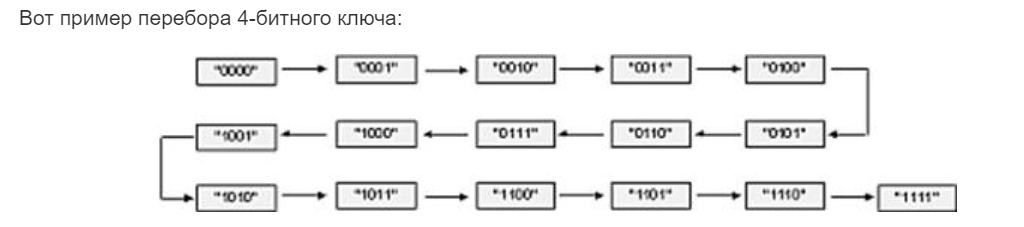 Вот пример перебора 4-битного ключа:
"0000" "0001" "0010" "0011" "0100"
"1001" "1000" "0111" "0110" "0101"
"1010" "1011" "1100" "1101" "1110" "1111"